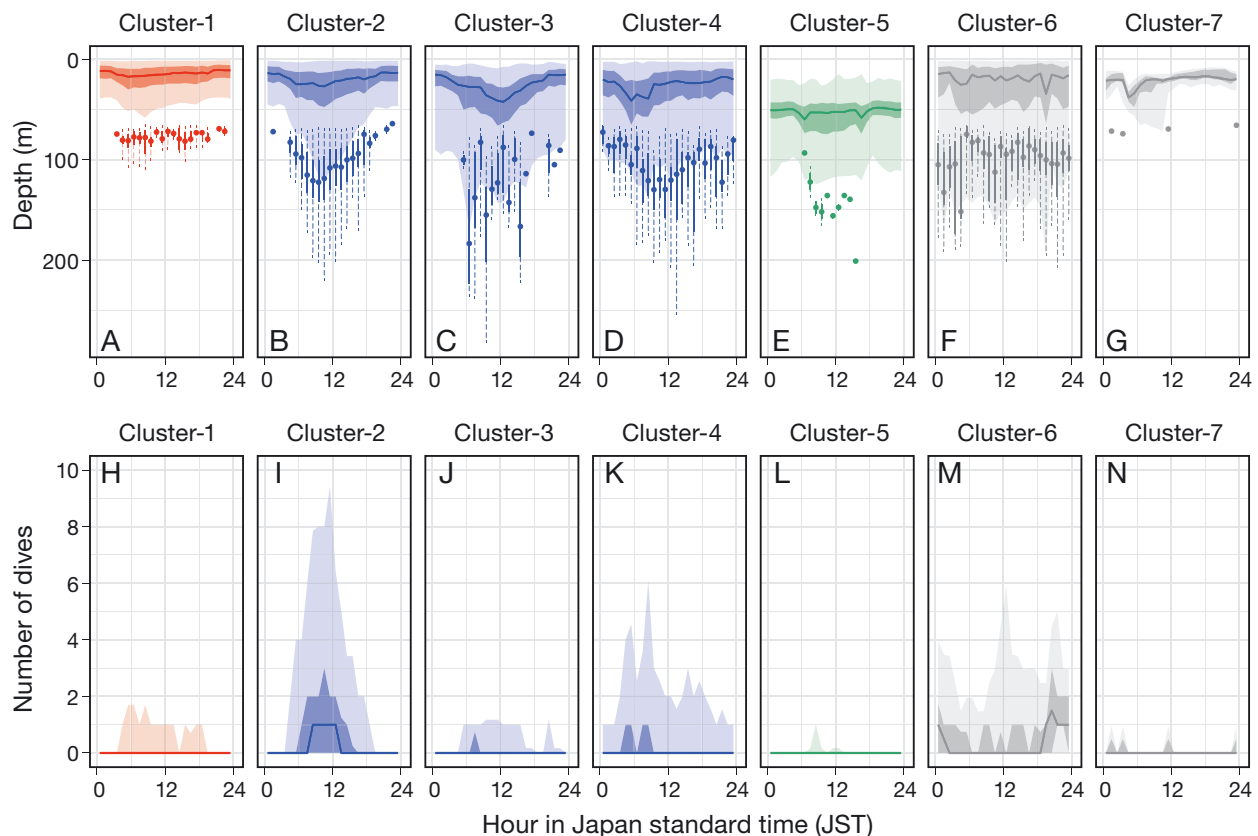 Cluster-1 Cluster-2 Cluster-3 Cluster-4 Cluster-5 Cluster-6 Cluster-7
0
100
200
Depth (m)
A B C D E F G
0 12 24 0 12 24 0 12 24 0 12 24 0 12 24 0 12 24 0 12 24
Cluster-1 Cluster-2 Cluster-3 Cluster-4 Cluster-5 Cluster-6 Cluster-7
H I J K L M N
10
8
6
4
2
0
Number of dives
0 12 24 0 12 24 0 12 24 0 12 24 0 12 24 0 12 24 0 12 24
Hour in Japan standard time (JST)